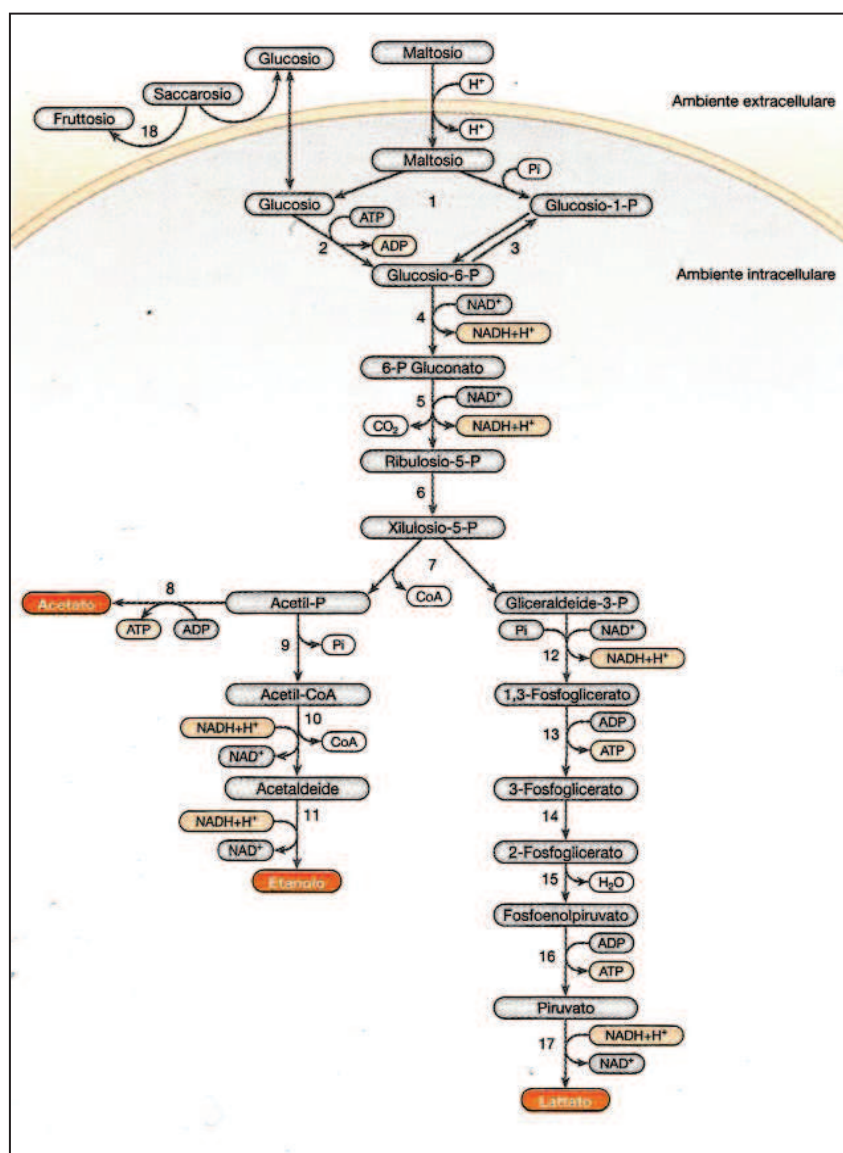 Glucosio
Maltosio
H⁺
Saccarosio
Ambiente extracellulare
Fruttosio
18
H⁺
Maltosio
Pi
Glucosio
1
Glucosio-1-P
ATP
2
ADP
3
Glucosio-6-P
Ambiente intracellulare
NAD⁺
4
NADH+H⁺
6-P Gluconato
5
NAD⁺
CO₂
NADH+H⁺
Ribulosio-5-P
6
Xilulosio-5-P
7
8
CoA
Acetato
Acetil-P
Gliceraldeide-3-P
ATP
ADP
Pi
NAD⁺
9
Pi
12
NADH+H⁺
Acetil-CoA
1,3-Fosfoglicerato
NADH+H⁺
10
CoA
ADP
NAD⁺
13
ATP
Acetaldeide
3-Fosfoglicerato
NADH+H⁺
11
14
NAD⁺
2-Fosfoglicerato
Etanolo
15
H₂O
Fosfoenolpiruvato
ADP
16
ATP
Piruvato
17
NADH+H⁺
NAD⁺
Lattato